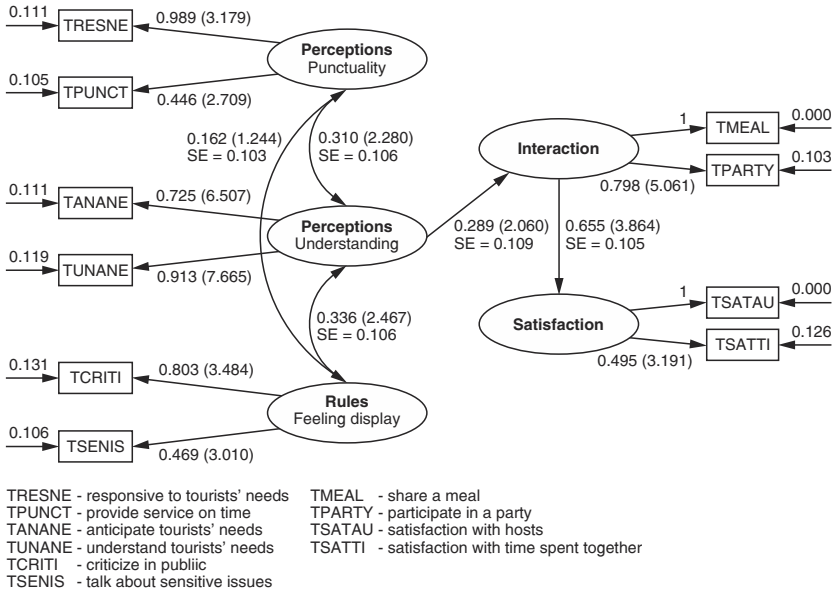 0.111
TRESNE
0.989 (3.179)
0.105
TPUNCT
0.446 (2.709)
Perceptions
Punctuality
0.162 (1.244)
SE = 0.103
0.310 (2.280)
SE = 0.106
0.111
TANANE
0.725 (6.507)
0.119
TUNANE
0.913 (7.665)
Perceptions
Understanding
0.336 (2.467)
SE = 0.106
0.131
TCRITI
0.803 (3.484)
0.106
TSENIS
0.469 (3.010)
Rules
Feeling display
0.289 (2.060)
SE = 0.109
Interaction
1
TMEAL
0.000
0.798 (5.061)
TPARTY
0.103
0.655 (3.864)
SE = 0.105
Satisfaction
1
TSATAU
0.000
0.495 (3.191)
TSATTI
0.126
TRESNE - responsive to tourists' needs
TPUNCT - provide service on time
TANANE - anticipate tourists' needs
TUNANE - understand tourists' needs
TCRITI - criticize in publiic
TSENIS - talk about sensitive issues
TMEAL - share a meal
TPARTY - participate in a party
TSATAU - satisfaction with hosts
TSATTI - satisfaction with time spent together